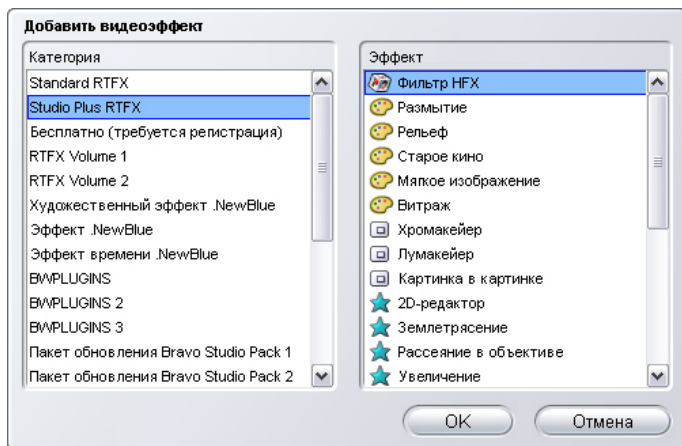 Добавить видеоэффект
Категория
Standard RTFX
Studio Plus RTFX
Бесплатно (требуется регистрация)
RTFX Volume 1
RTFX Volume 2
Художественный эффект .NewBlue
Эффект .NewBlue
Эффект времени .NewBlue
BWPLUGINS
BWPLUGINS 2
BWPLUGINS 3
Пакет обновления Bravo Studio Pack 1
Пакет обновления Bravo Studio Pack 2
Эффект
Фильтр HFX
Размытие
Рельеф
Старое кино
Мягкое изображение
Витраж
Хромакейер
Лумакейер
Картинка в картинке
2D-редактор
Землетрясение
Рассеяние в объективе
Увеличение
OK
Отмена